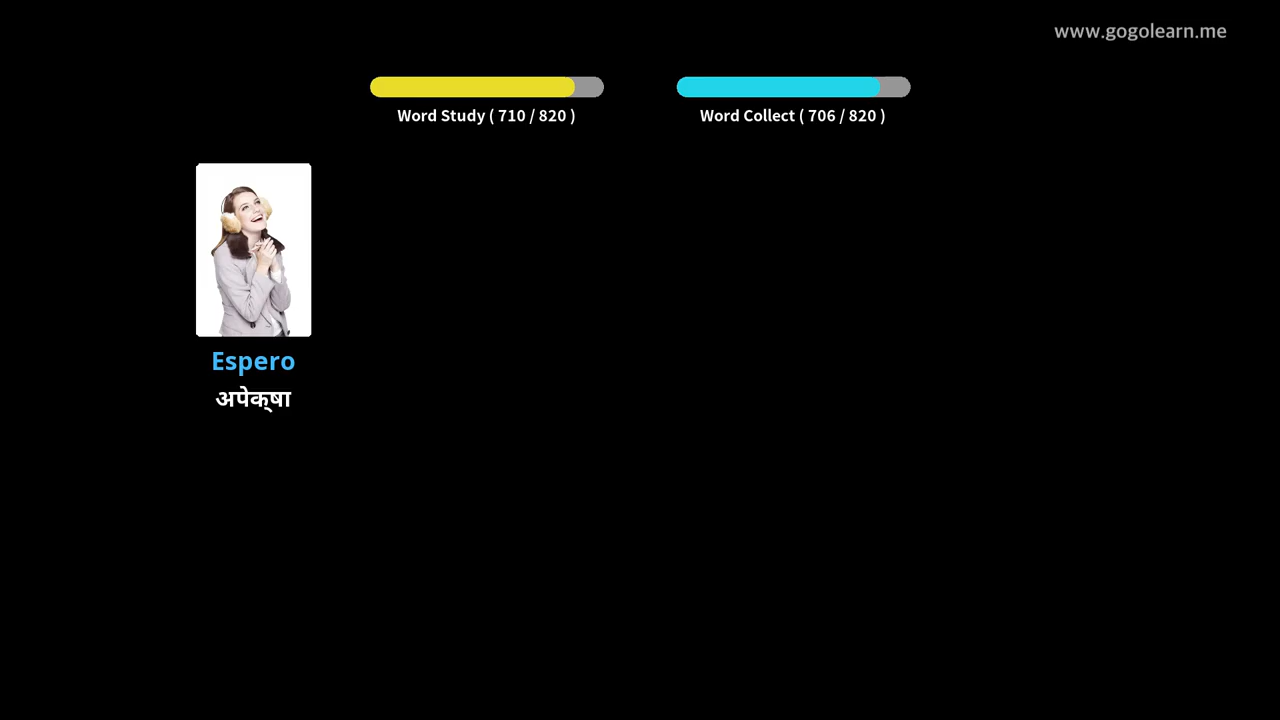 www.gogolearn.me
Word Study ( 710 / 820 )
Word Collect ( 706 / 820 )
Espero
अपेक्षा